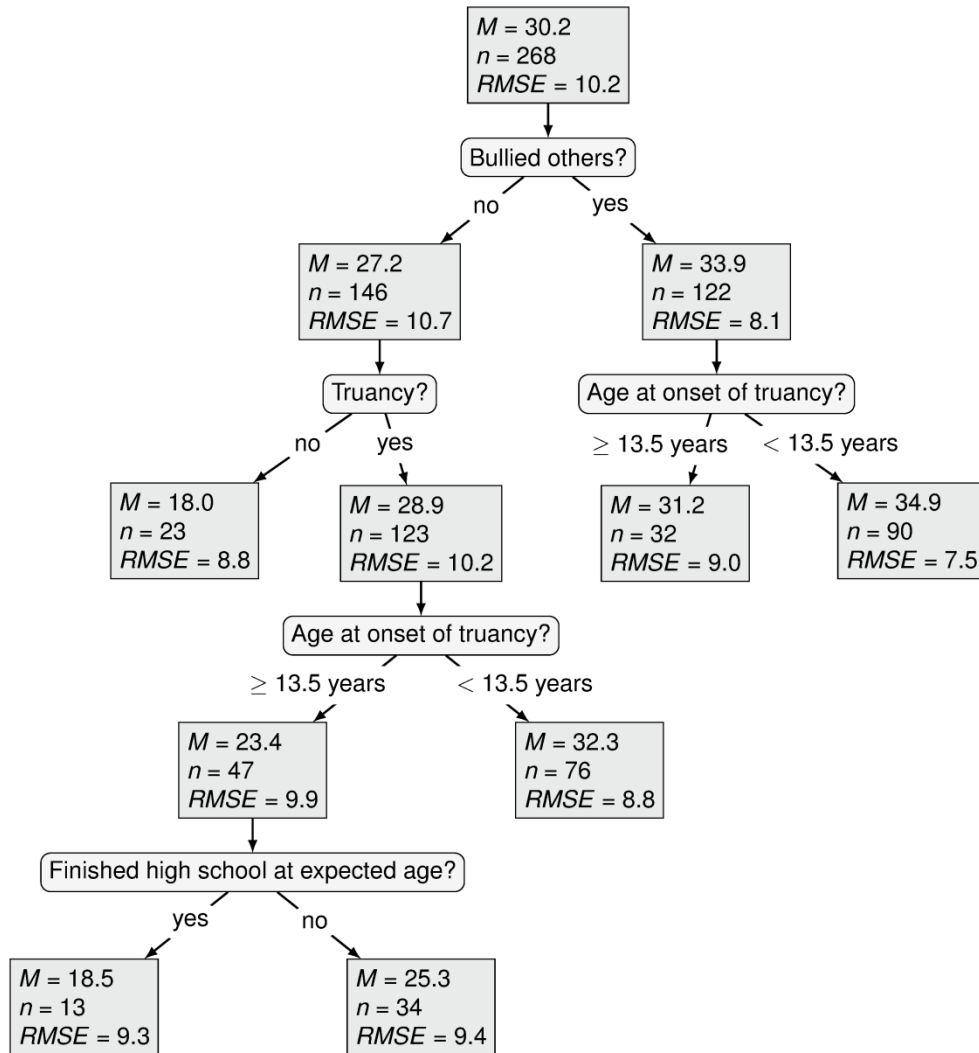 M = 30.2
n = 268
RMSE = 10.2
Bullied others?
no
yes
M = 27.2
n = 146
RMSE = 10.7
M = 33.9
n = 122
RMSE = 8.1
Truancy?
Age at onset of truancy?
no
yes
≥ 13.5 years
< 13.5 years
M = 18.0
n = 23
RMSE = 8.8
M = 28.9
n = 123
RMSE = 10.2
M = 31.2
n = 32
RMSE = 9.0
M = 34.9
n = 90
RMSE = 7.5
Age at onset of truancy?
≥ 13.5 years
< 13.5 years
M = 23.4
n = 47
RMSE = 9.9
M = 32.3
n = 76
RMSE = 8.8
Finished high school at expected age?
yes
no
M = 18.5
n = 13
RMSE = 9.3
M = 25.3
n = 34
RMSE = 9.4